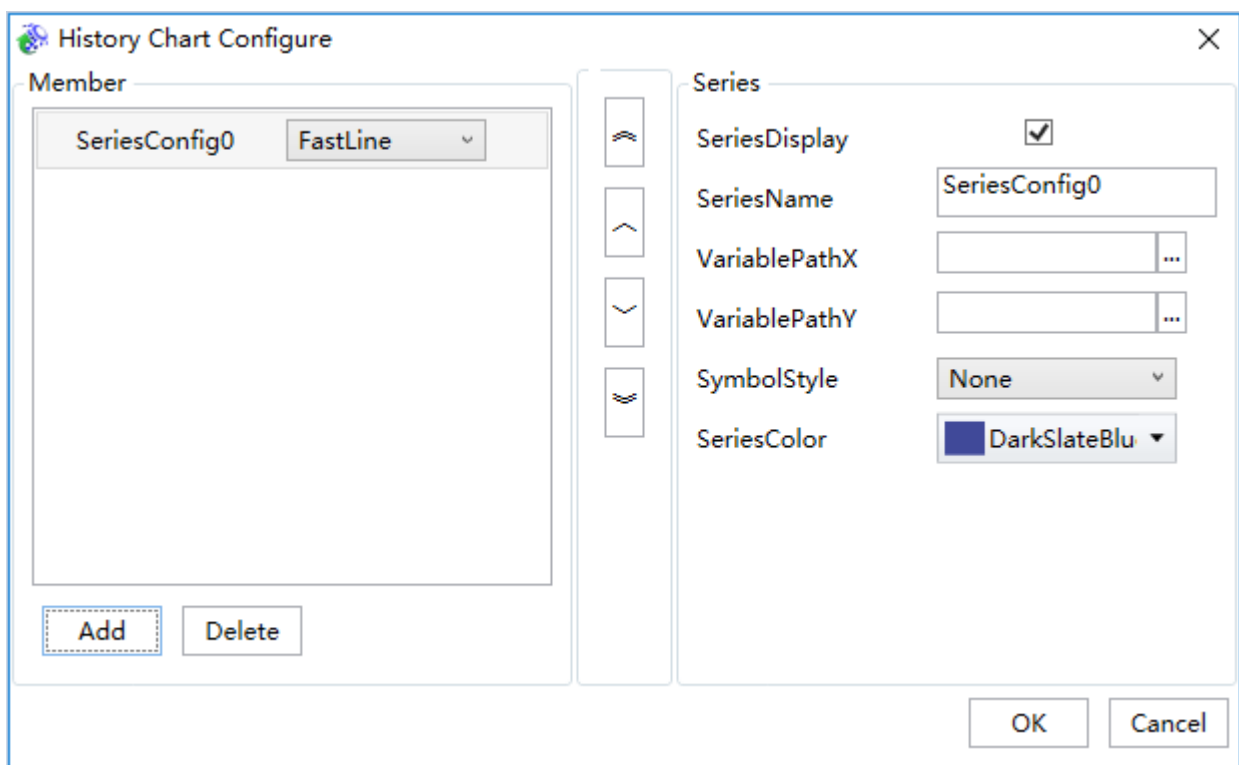 History Chart Configure
Member
SeriesConfig0 FastLine
Add Delete
Series
SeriesDisplay
SeriesName SeriesConfig0
VariablePathX ...
VariablePathY ...
SymbolStyle None
SeriesColor DarkSlateBlu
OK Cancel